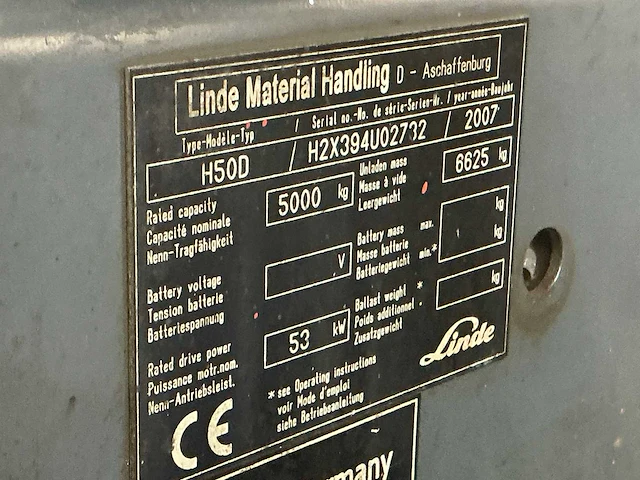 Linde Material Handling D - Aschaffenburg
Type-Modèle-Typ / Serial no.-No. de série-Serien-Nr. / year-année-Baujahr
H50D / H2X394U02732 / 2007
Rated capacity
Capacité nominale
Nenn-Tragfähigkeit
5000 kg
Unladen mass
Masse à vide
Leergewicht
6625 kg
Battery voltage
Tension batterie
Batteriespannung
V
Battery mass max.
Masse batterie
Batteriegewicht min.*
kg
kg
Rated drive power
Puissance motr.nom.
Nenn-Antriebsleist.
53 kW
Ballast weight *
Poids additionnel
Zusatzgewicht
kg
* see Operating instructions
voir Mode d'emploi
siehe Betriebsanleitung
Linde
CE